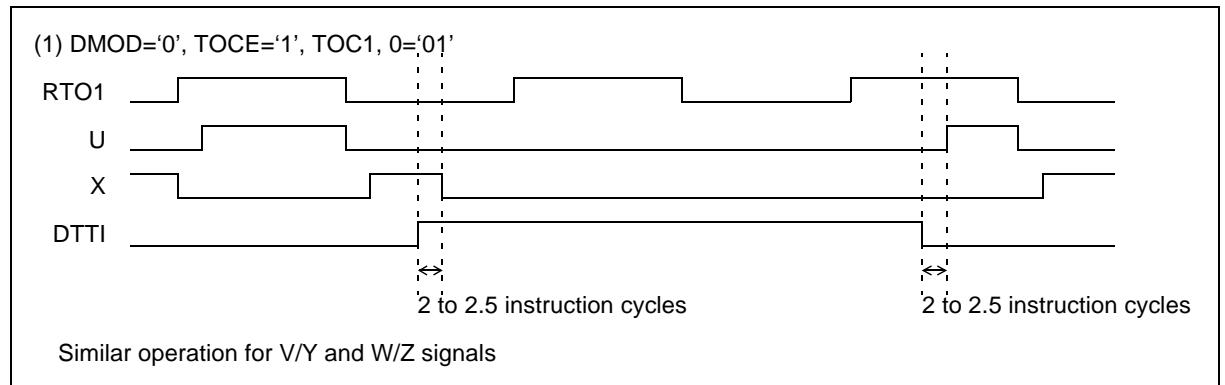 (1) DMOD=‘0’, TOCE=‘1’, TOC1, 0=‘01’
RTO1
U
X
DTTI
2 to 2.5 instruction cycles
2 to 2.5 instruction cycles
Similar operation for V/Y and W/Z signals